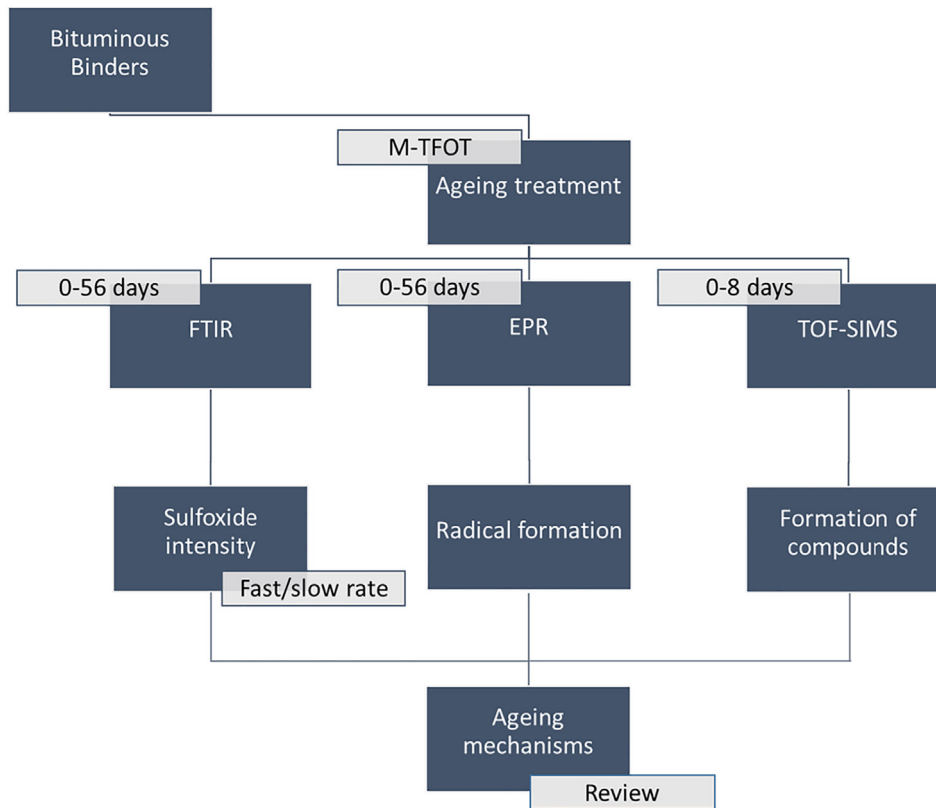 Bituminous
Binders
M-TFOT
Ageing treatment
0-56 days
FTIR
0-56 days
EPR
0-8 days
TOF-SIMS
Sulfoxide
intensity
Fast/slow rate
Radical formation
Formation of
compounds
Ageing
mechanisms
Review